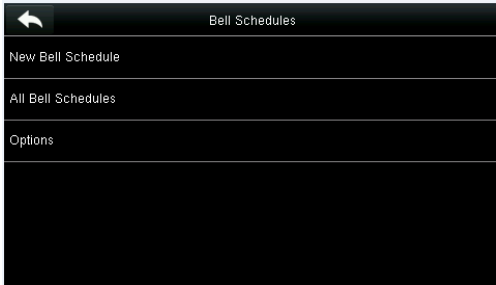 Bell Schedules
New Bell Schedule
All Bell Schedules
Options